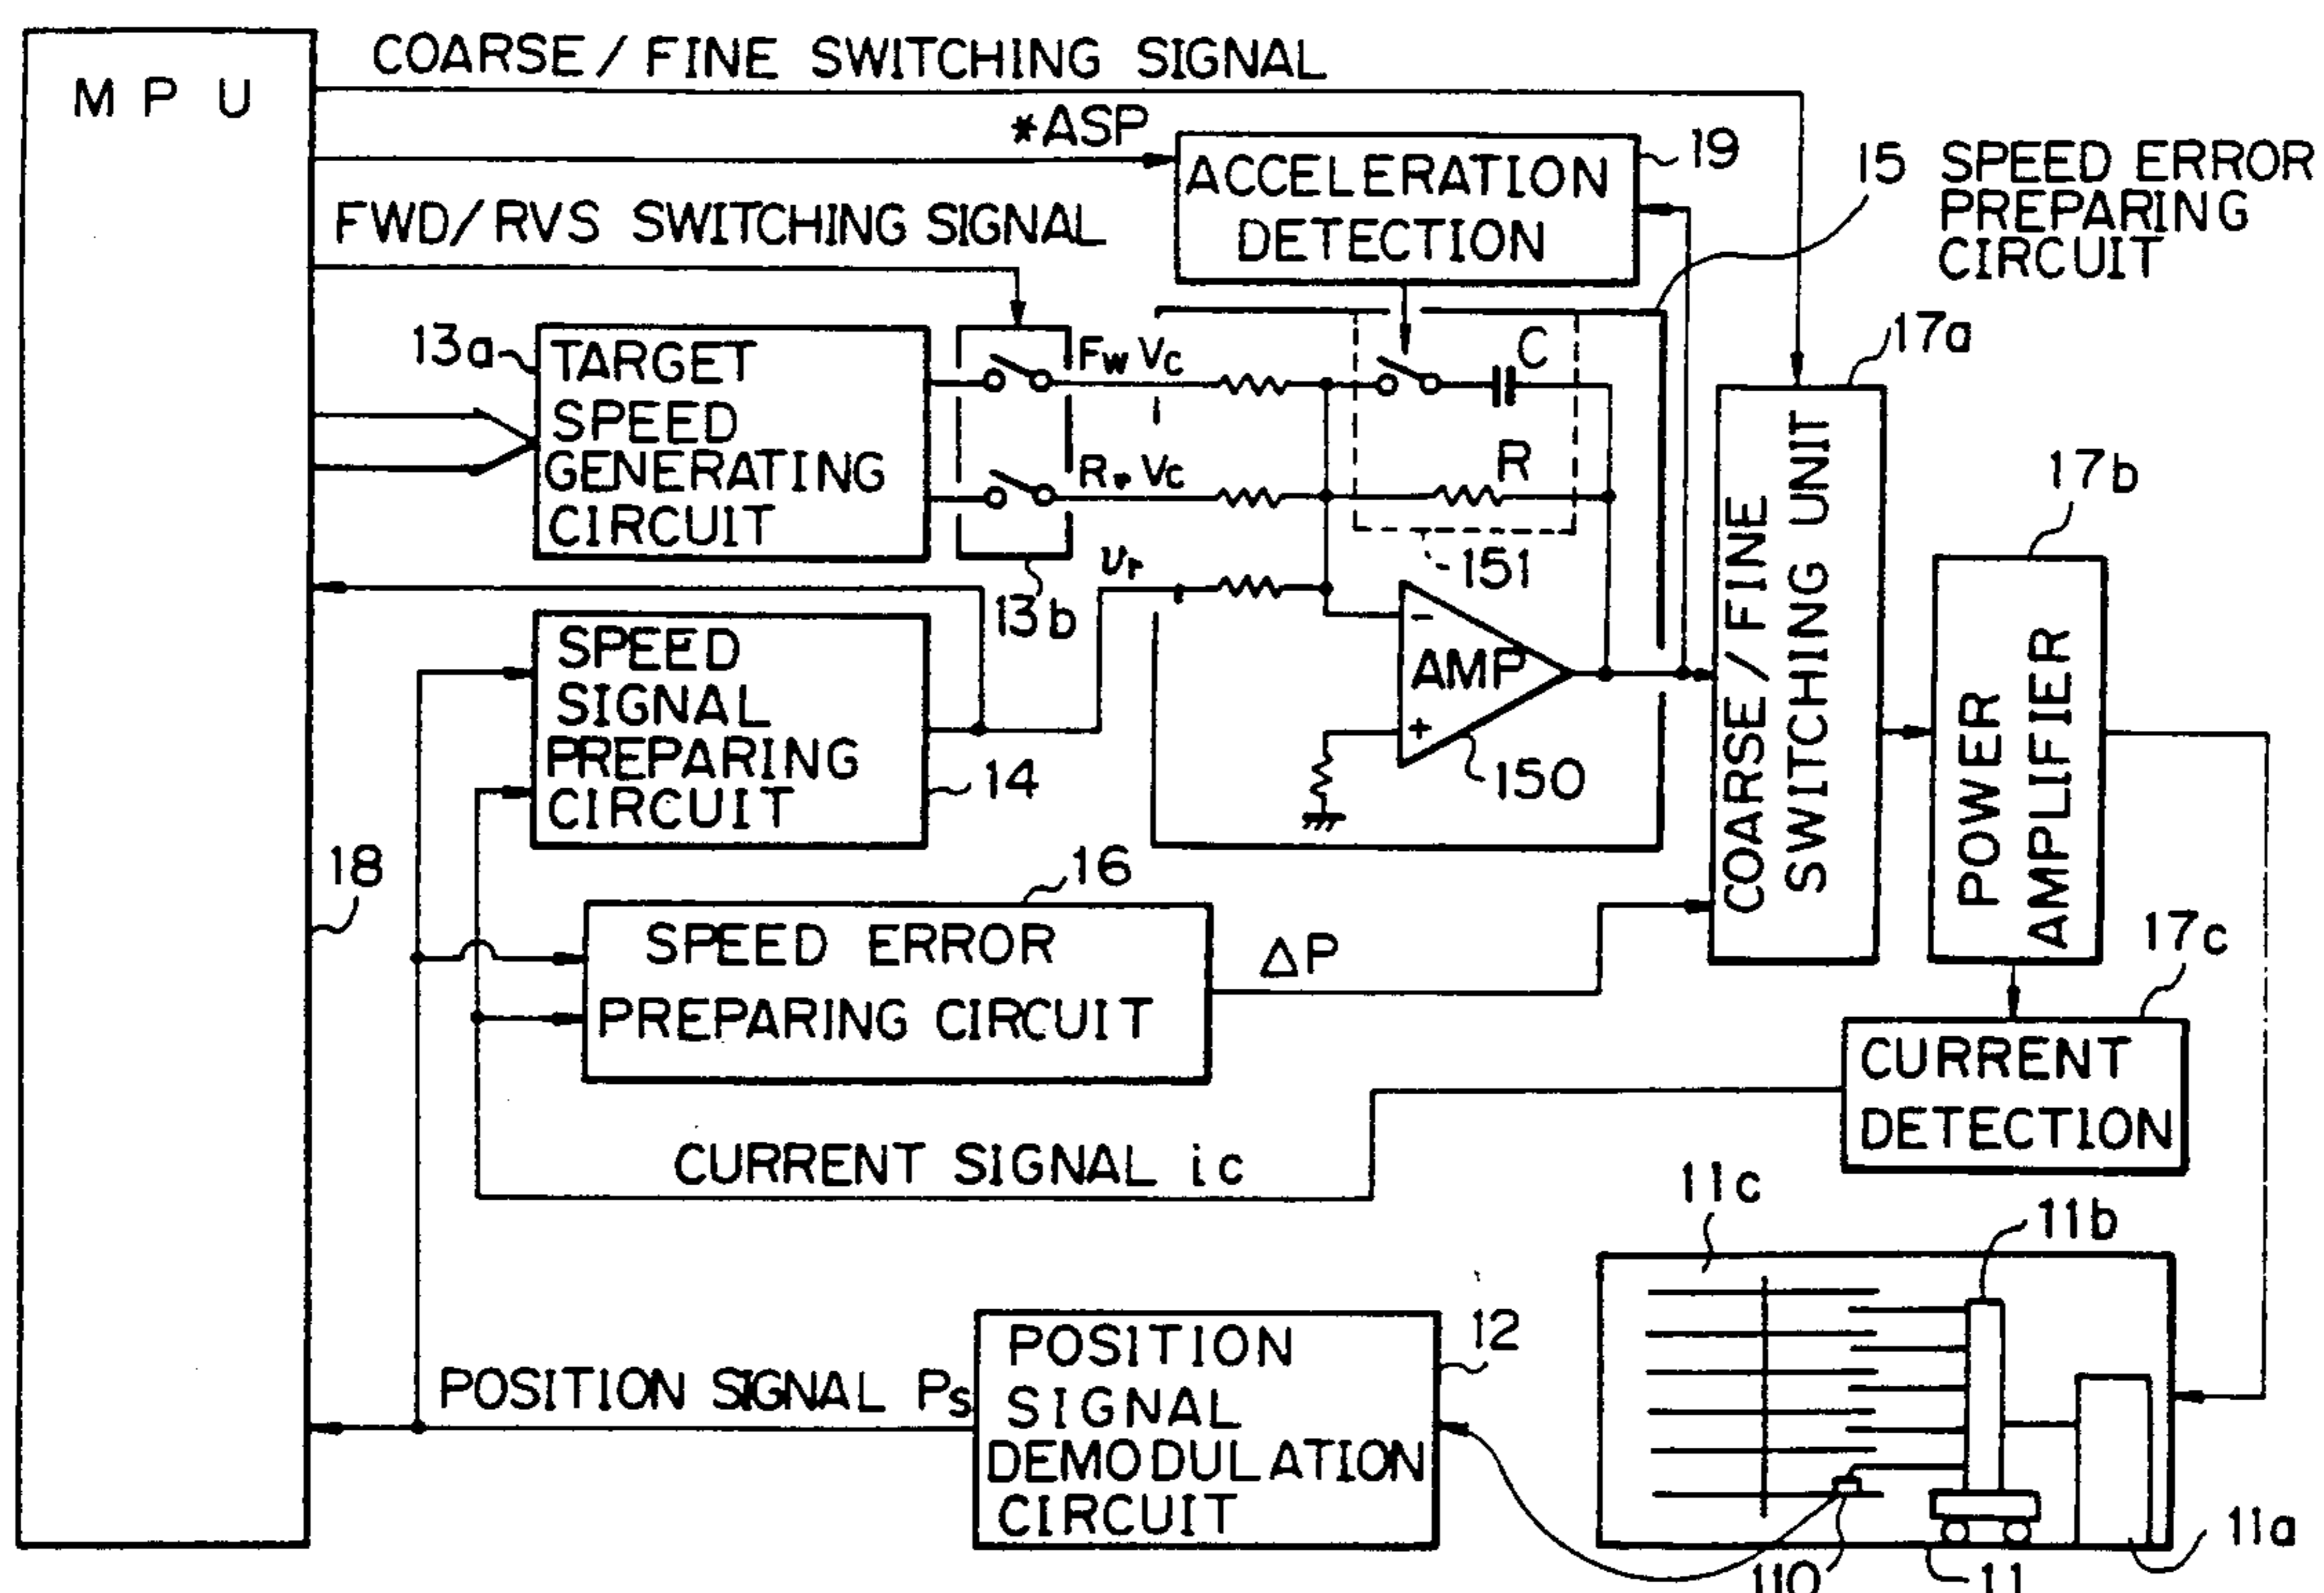 MPU
COARSE / FINE SWITCHING SIGNAL
*ASP
FWD/RVS SWITCHING SIGNAL
ACCELERATION
DETECTION
19
15
SPEED ERROR
PREPARING
CIRCUIT
13a
TARGET
SPEED
GENERATING
CIRCUIT
Fw Vc
Rr Vc
13b
C
R
151
υr
- AMP +
150
17a
COARSE / FINE
SWITCHING UNIT
17b
POWER
AMPLIFIER
SPEED
SIGNAL
PREPARING
CIRCUIT
14
18
16
SPEED ERROR
PREPARING CIRCUIT
ΔP
17c
CURRENT
DETECTION
CURRENT SIGNAL ic
11c
11b
POSITION SIGNAL Ps
POSITION
SIGNAL
DEMODULATION
CIRCUIT
12
110
11
11a